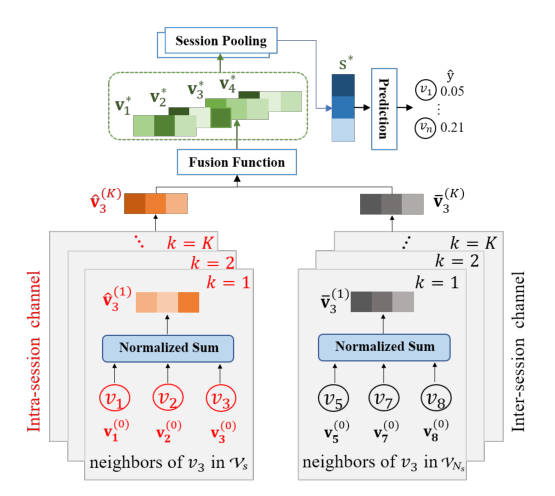 Session Pooling
v₁* v₂* v₃* v₄*
s*
Prediction
ŷ
v₁ 0.05
⋮
vₙ 0.21
Fusion Function
v̂₃⁽ᴷ⁾
v̄₃⁽ᴷ⁾
Intra-session channel
⋱ k = K
k = 2
k = 1
v̂₃⁽¹⁾
Normalized Sum
v₁ v₂ v₃
v₁⁽⁰⁾ v₂⁽⁰⁾ v₃⁽⁰⁾
neighbors of v₃ in 𝒱ₛ
Inter-session channel
⋰ k = K
k = 2
k = 1
v̄₃⁽¹⁾
Normalized Sum
v₅ v₇ v₈
v₅⁽⁰⁾ v₇⁽⁰⁾ v₈⁽⁰⁾
neighbors of v₃ in 𝒱_{Nₛ}